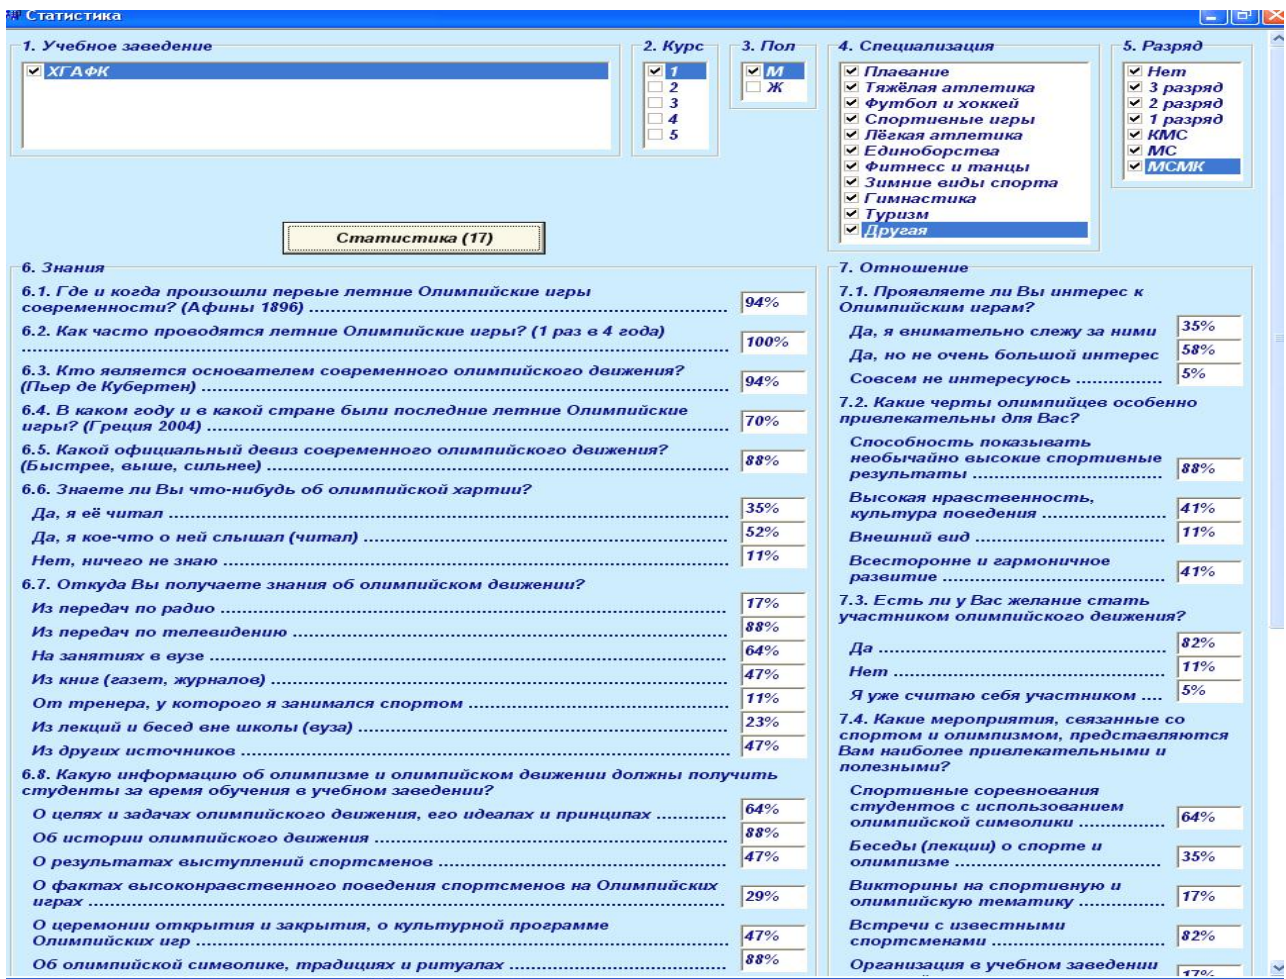 Статистика
1. Учебное заведение
ХГАФК
2. Курс
1
2
3
4
5
3. Пол
М
Ж
4. Специализация
Плавание
Тяжёлая атлетика
Футбол и хоккей
Спортивные игры
Лёгкая атлетика
Единоборства
Фитнесс и танцы
Зимние виды спорта
Гимнастика
Туризм
Другая
5. Разряд
Нет
3 разряд
2 разряд
1 разряд
КМС
МС
МСМК
Статистика (17)
6. Знания
6.1. Где и когда произошли первые летние Олимпийские игры
современности? (Афины 1896) 94%
6.2. Как часто проводятся летние Олимпийские игры? (1 раз в 4 года)
100%
6.3. Кто является основателем современного олимпийского движения?
(Пьер де Кубертен) 94%
6.4. В каком году и в какой стране были последние летние Олимпийские
игры? (Греция 2004) 70%
6.5. Какой официальный девиз современного олимпийского движения?
(Быстрее, выше, сильнее) 88%
6.6. Знаете ли Вы что-нибудь об олимпийской хартии?
Да, я её читал 35%
Да, я кое-что о ней слышал (читал) 52%
Нет, ничего не знаю 11%
6.7. Откуда Вы получаете знания об олимпийском движении?
Из передач по радио 17%
Из передач по телевидению 88%
На занятиях в вузе 64%
Из книг (газет, журналов) 47%
От тренера, у которого я занимался спортом 11%
Из лекций и бесед вне школы (вуза) 23%
Из других источников 47%
6.8. Какую информацию об олимпизме и олимпийском движении должны получить
студенты за время обучения в учебном заведении?
О целях и задачах олимпийского движения, его идеалах и принципах 64%
Об истории олимпийского движения 88%
О результатах выступлений спортсменов 47%
О фактах высоконравственного поведения спортсменов на Олимпийских
играх 29%
О церемонии открытия и закрытия, о культурной программе
Олимпийских игр 47%
Об олимпийской символике, традициях и ритуалах 88%
7. Отношение
7.1. Проявляете ли Вы интерес к
Олимпийским играм?
Да, я внимательно слежу за ними 35%
Да, но не очень большой интерес 58%
Совсем не интересуюсь 5%
7.2. Какие черты олимпийцев особенно
привлекательны для Вас?
Способность показывать
необычайно высокие спортивные
результаты 88%
Высокая нравственность,
культура поведения 41%
Внешний вид 11%
Всесторонне и гармоничное
развитие 41%
7.3. Есть ли у Вас желание стать
участником олимпийского движения?
Да 82%
Нет 11%
Я уже считаю себя участником 5%
7.4. Какие мероприятия, связанные со
спортом и олимпизмом, представляются
Вам наиболее привлекательными и
полезными?
Спортивные соревнования
студентов с использованием
олимпийской символики 64%
Беседы (лекции) о спорте и
олимпизме 35%
Викторины на спортивную и
олимпийскую тематику 17%
Встречи с известными
спортсменами 82%
Организация в учебном заведении
17%